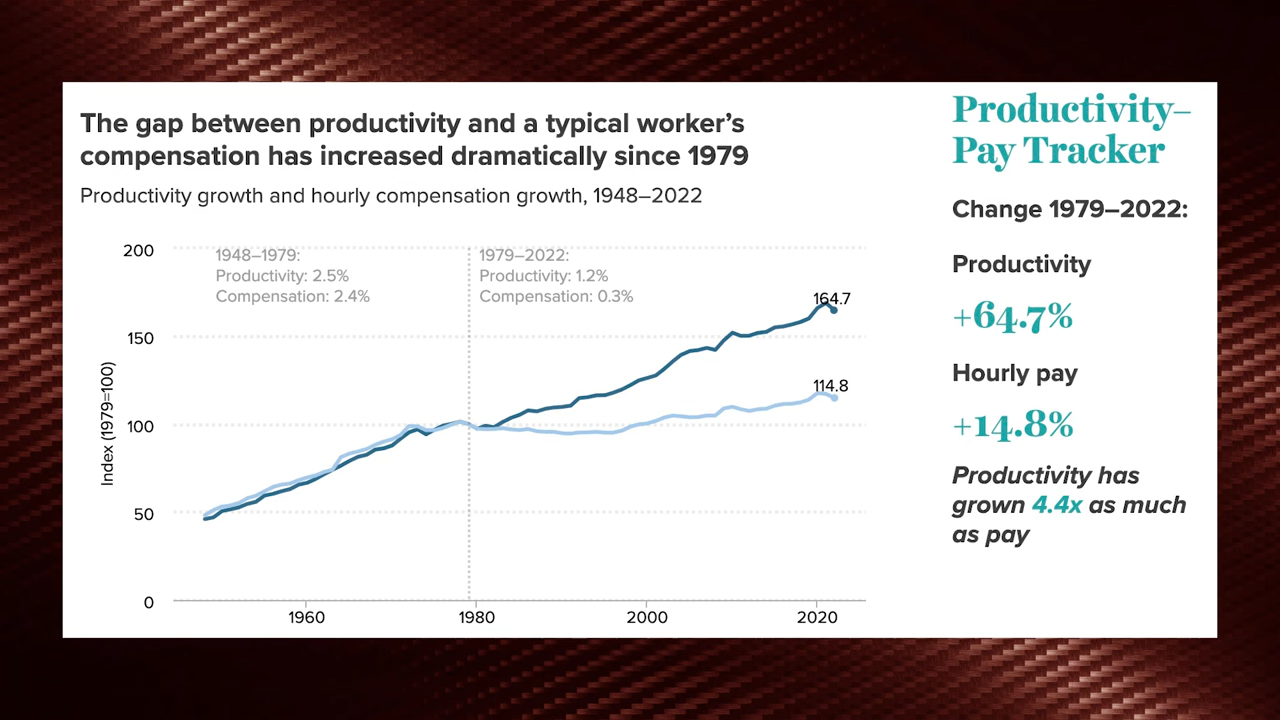 The gap between productivity and a typical worker’s
compensation has increased dramatically since 1979
Productivity growth and hourly compensation growth, 1948–2022
200
150
100
50
0
Index (1979=100)
1948–1979:
Productivity: 2.5%
Compensation: 2.4%
1979–2022:
Productivity: 1.2%
Compensation: 0.3%
164.7
114.8
1960
1980
2000
2020
Productivity–
Pay Tracker
Change 1979–2022:
Productivity
+64.7%
Hourly pay
+14.8%
Productivity has
grown 4.4x as much
as pay